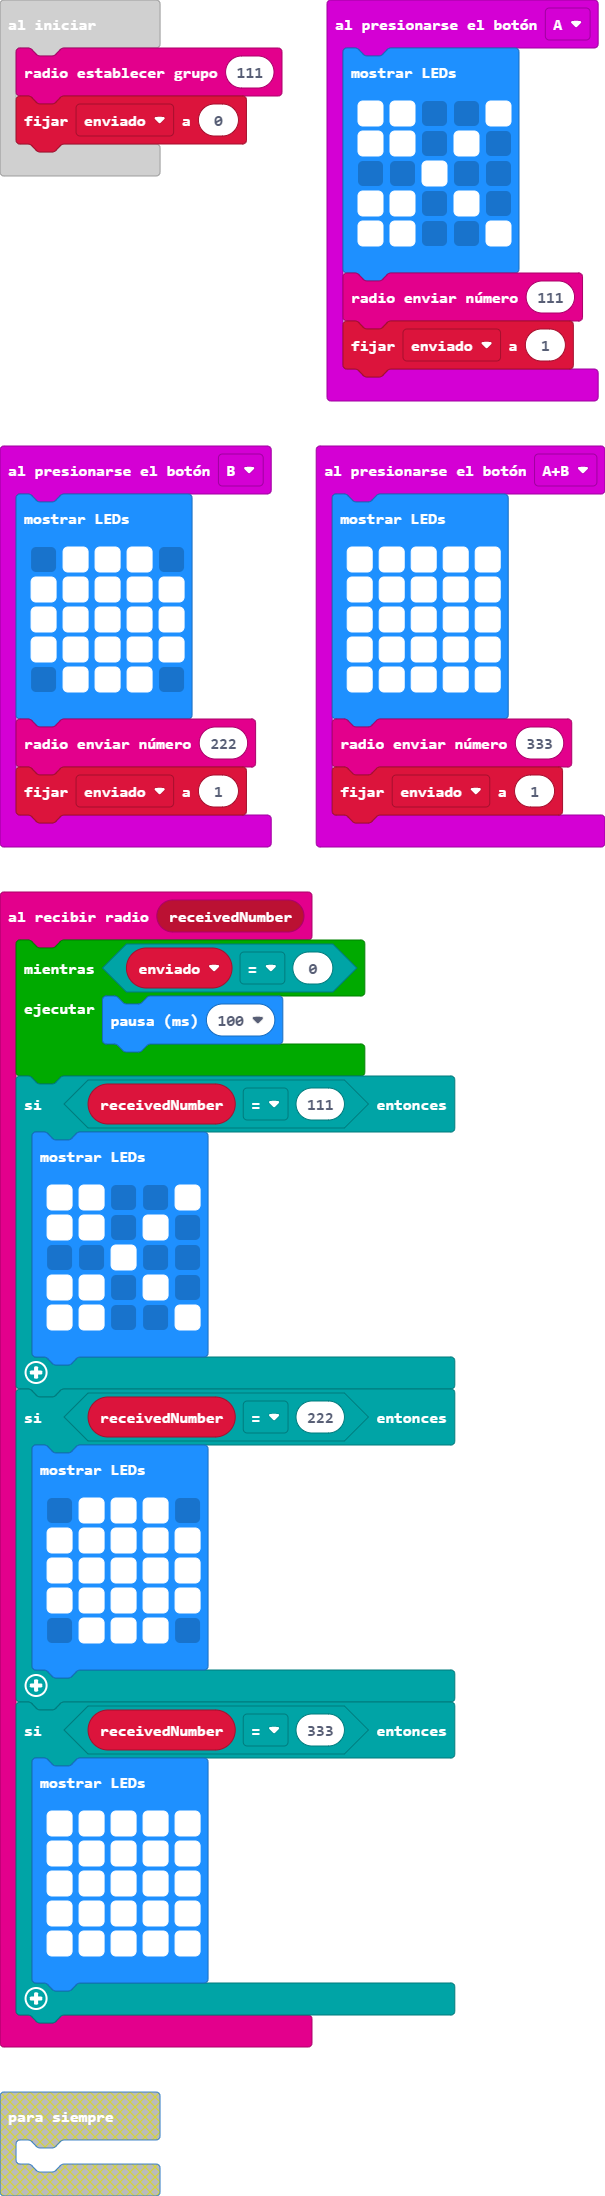 al iniciar
radio establecer grupo 111
fijar enviado a 0
al presionarse el botón A
mostrar LEDs
radio enviar número 111
fijar enviado a 1
al presionarse el botón B
mostrar LEDs
radio enviar número 222
fijar enviado a 1
al presionarse el botón A+B
mostrar LEDs
radio enviar número 333
fijar enviado a 1
al recibir radio receivedNumber
mientras enviado = 0
ejecutar pausa (ms) 100
si receivedNumber = 111 entonces
mostrar LEDs
si receivedNumber = 222 entonces
mostrar LEDs
si receivedNumber = 333 entonces
mostrar LEDs
para siempre